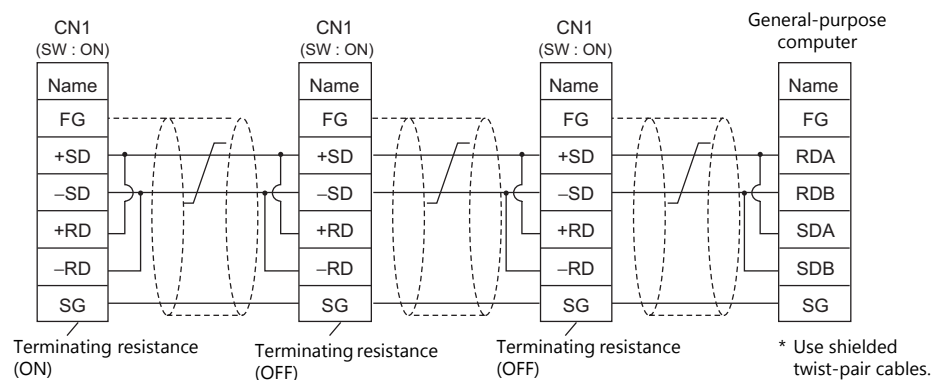 CN1
(SW : ON)
Name
FG
+SD
–SD
+RD
–RD
SG
Terminating resistance
(ON)
CN1
(SW : ON)
Name
FG
+SD
–SD
+RD
–RD
SG
Terminating resistance
(OFF)
CN1
(SW : ON)
Name
FG
+SD
–SD
+RD
–RD
SG
Terminating resistance
(OFF)
General-purpose
computer
Name
FG
RDA
RDB
SDA
SDB
SG
* Use shielded
twist-pair cables.